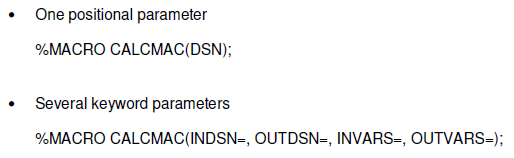 • One positional parameter
%MACRO CALCMAC(DSN);
• Several keyword parameters
%MACRO CALCMAC(INDSN=, OUTDSN=, INVARS=, OUTVARS=);